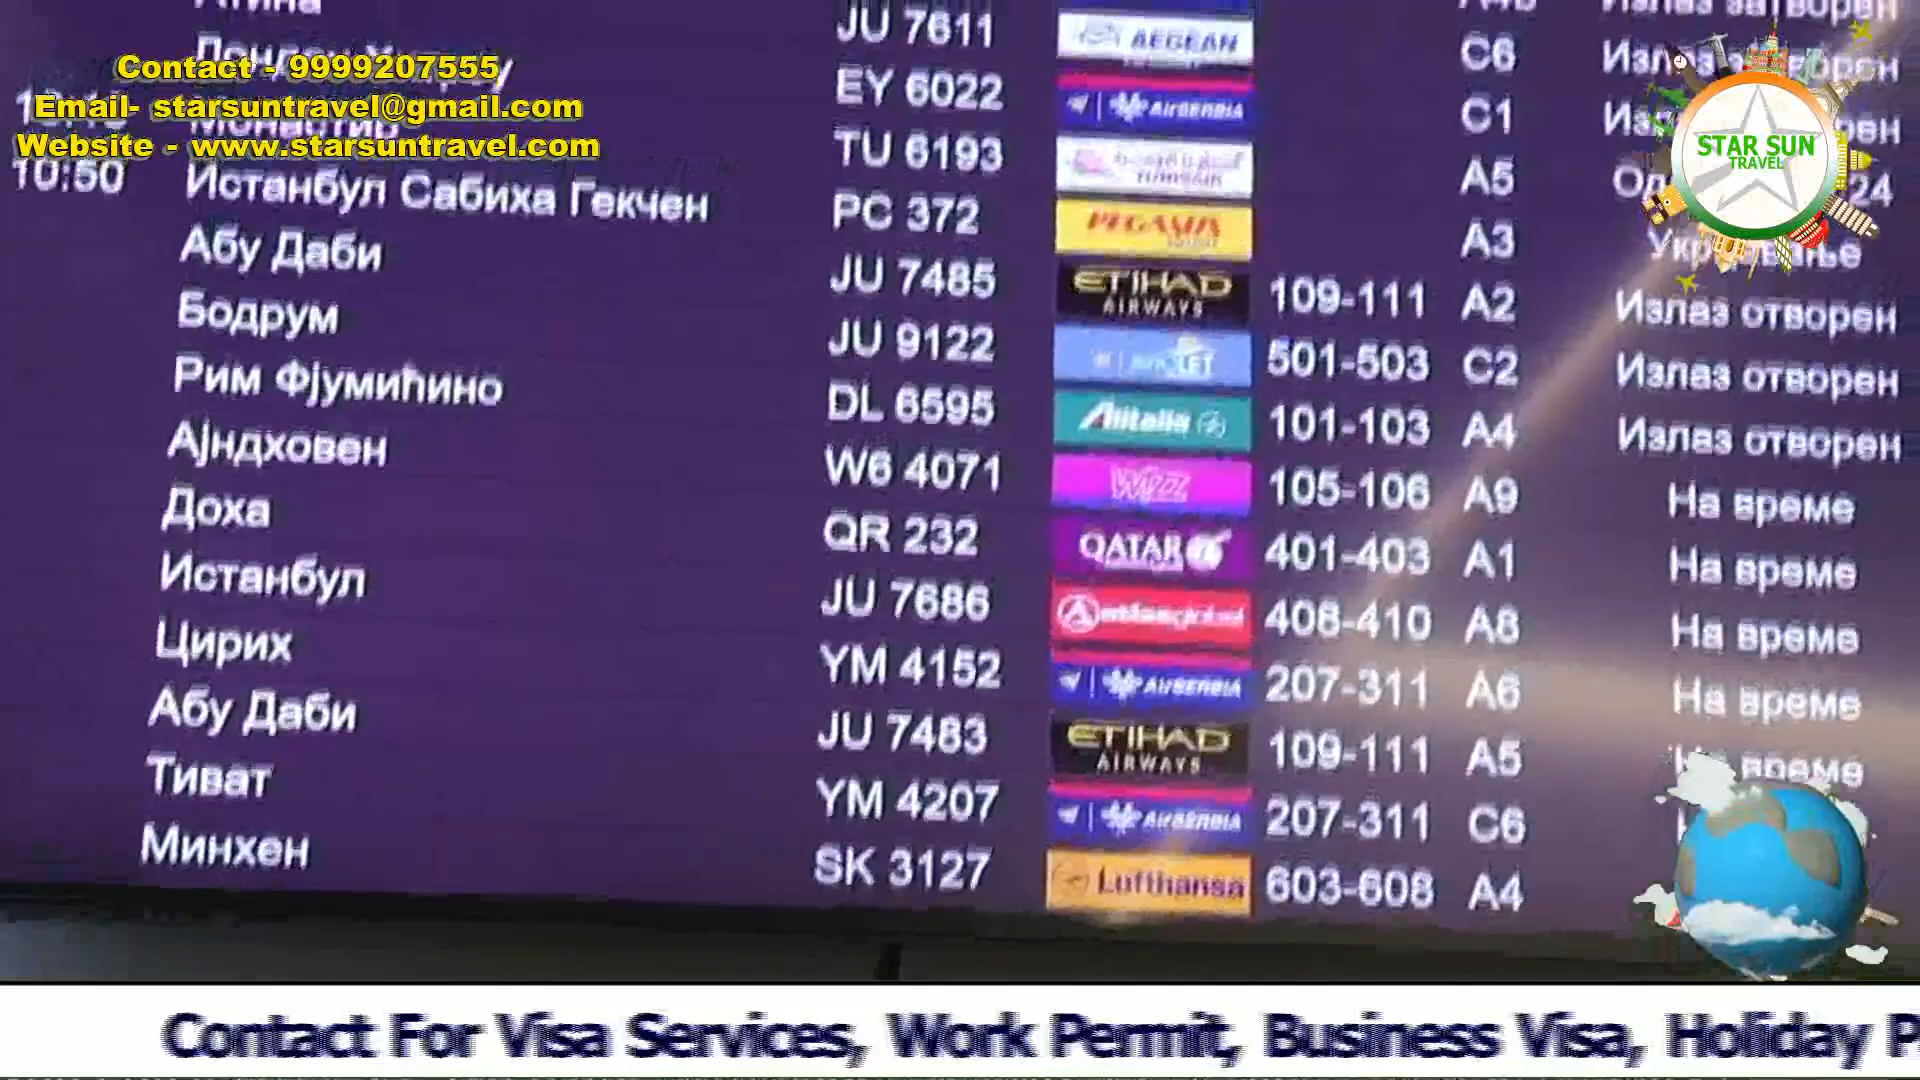 JU 7611 AEGEAN C6
Contact - 9999207555
EY 6022 AIRSERBIA C1
Email- starsuntravel@gmail.com
TU 6193 A5
Website - www.starsuntravel.com
STAR SUN
TRAVEL
10:50 Истанбул Сабиха Гекчен PC 372 PEGASUS A3
Абу Даби JU 7485 ETIHAD AIRWAYS 109-111 A2 Излаз отворен
Бодрум JU 9122 501-503 C2 Излаз отворен
Рим Фјумићино DL 6595 Alitalia 101-103 A4 Излаз отворен
Ајндховен W6 4071 WIZZ 105-106 A9 На време
Доха QR 232 QATAR 401-403 A1 На време
Истанбул JU 7686 atlasglobal 408-410 A8 На време
Цирих YM 4152 AIRSERBIA 207-311 A6 На време
Абу Даби JU 7483 ETIHAD AIRWAYS 109-111 A5 На време
Тиват YM 4207 AIRSERBIA 207-311 C6
Минхен SK 3127 Lufthansa 603-608 A4
Contact For Visa Services, Work Permit, Business Visa, Holiday P